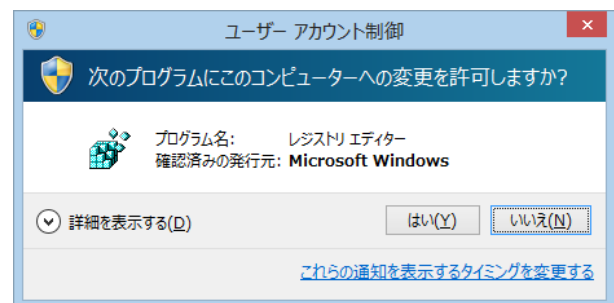 ユーザー アカウント制御
次のプログラムにこのコンピューターへの変更を許可しますか?
プログラム名: レジストリ エディター
確認済みの発行元: Microsoft Windows
詳細を表示する(D) はい(Y) いいえ(N)
これらの通知を表示するタイミングを変更する